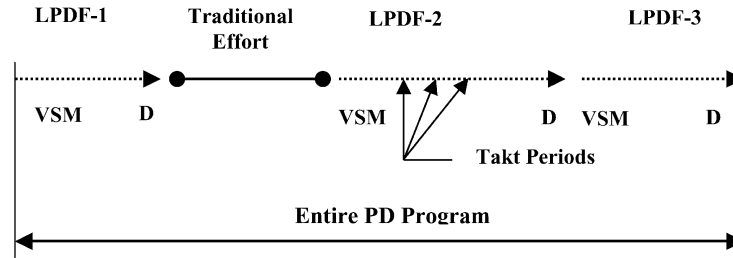 LPDF-1
Traditional
Effort
LPDF-2
LPDF-3
VSM
D
VSM
D
VSM
D
Takt Periods
Entire PD Program